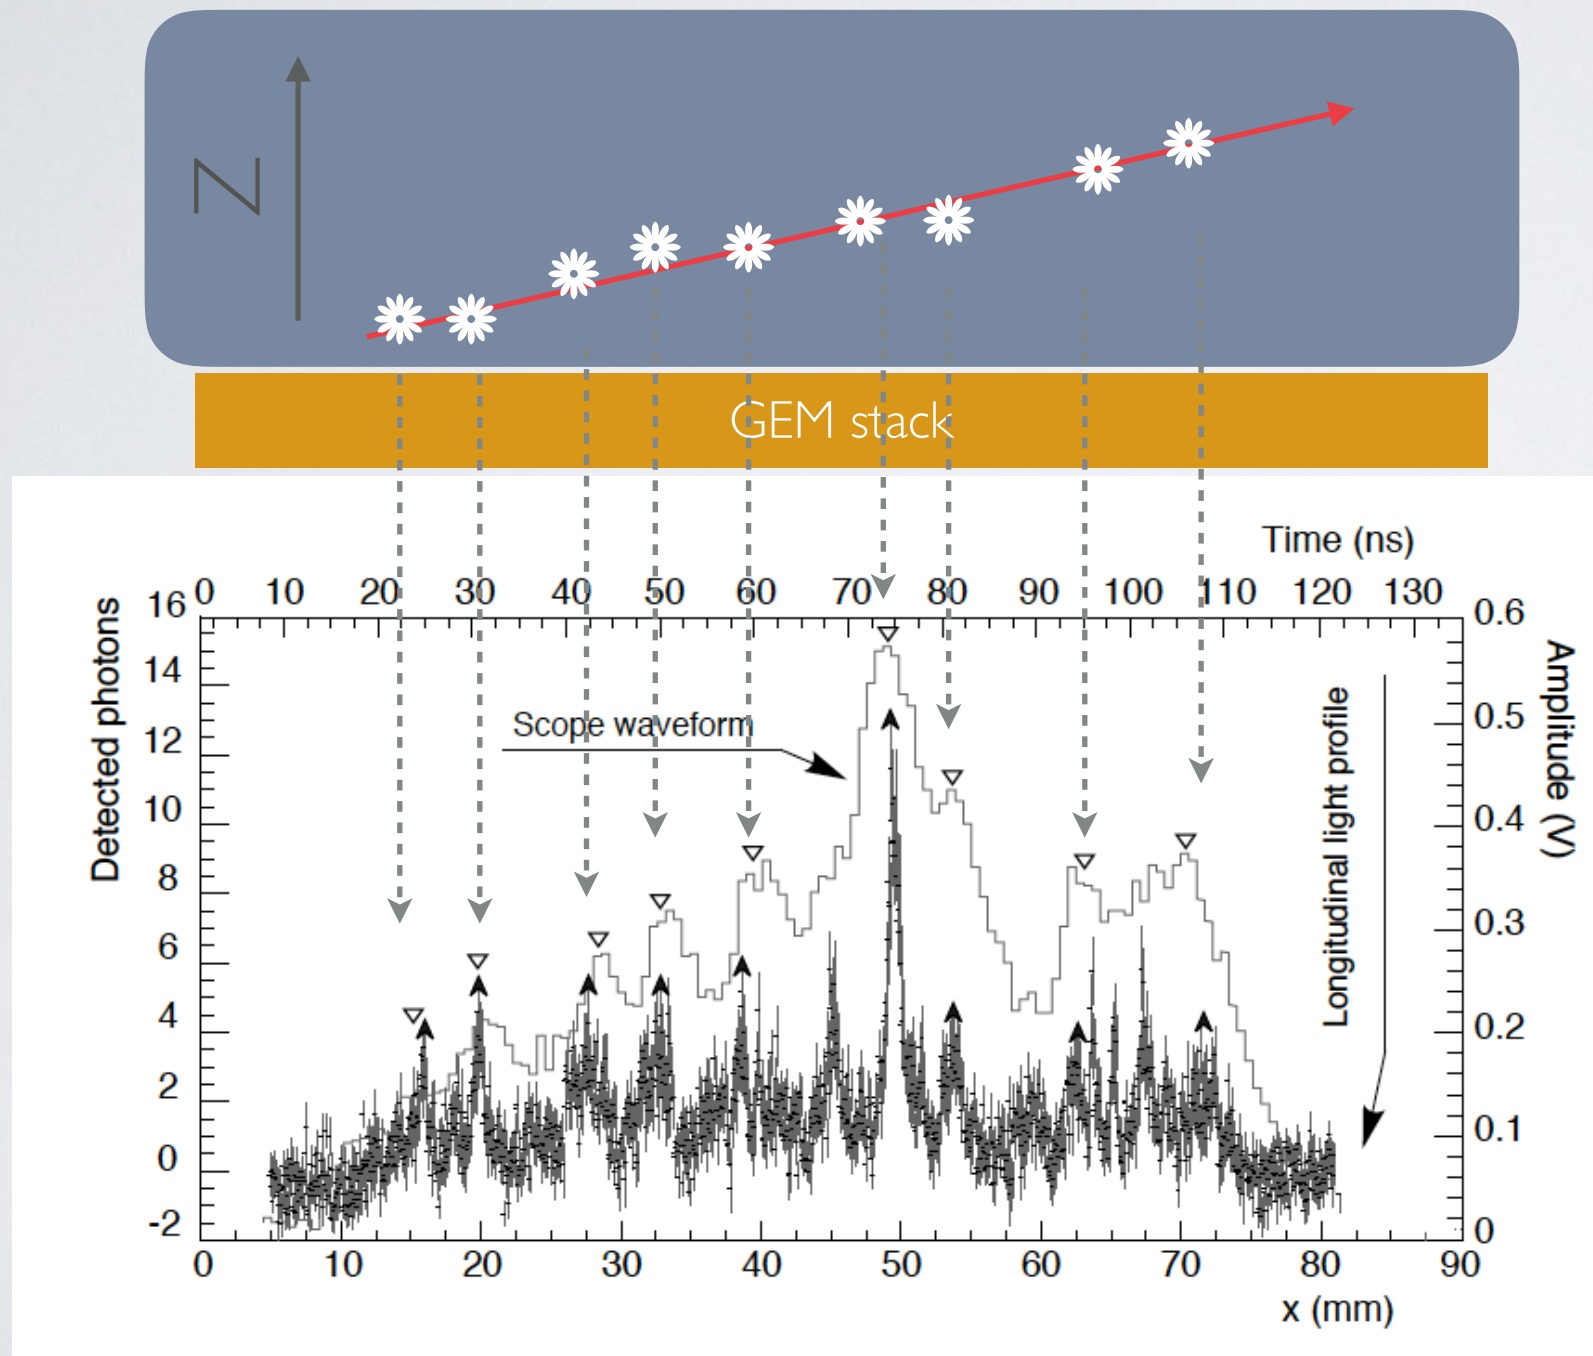 Z
GEM stack
Time (ns)
0 10 20 30 40 50 60 70 80 90 100 110 120 130
Detected photons
16
14
12
10
8
6
4
2
0
-2
Scope waveform
Longitudinal light profile
0.6
0.5
0.4
0.3
0.2
0.1
0
Amplitude (V)
0 10 20 30 40 50 60 70 80 90
x (mm)